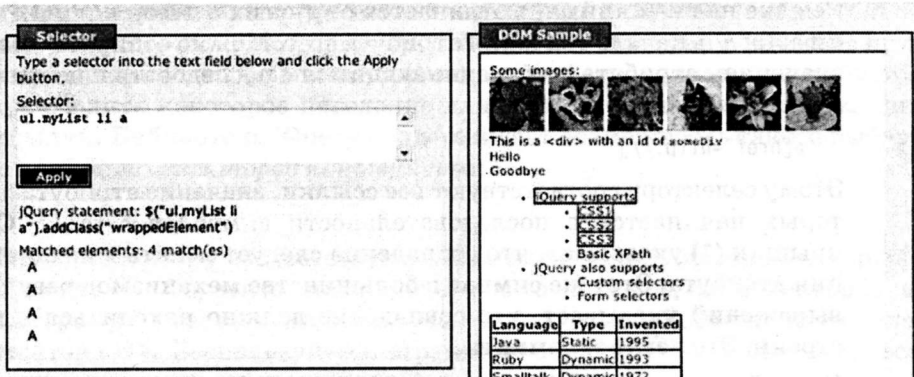 Selector
Type a selector into the text field below and click the Apply
button.
Selector:
ul.myList li a
Apply
jQuery statement: $("ul.myList li
a").addClass("wrappedElement")
Matched elements: 4 match(es)
A
A
A
A
DOM Sample
Some images:
This is a <div> with an id of someDiv
Hello
Goodbye
jQuery supports
CSS1
CSS2
CSS3
Basic XPath
jQuery also supports
Custom selectors
Form selectors
Language Type Invented
Java Static 1995
Ruby Dynamic 1993
Smalltalk Dynamic 1972